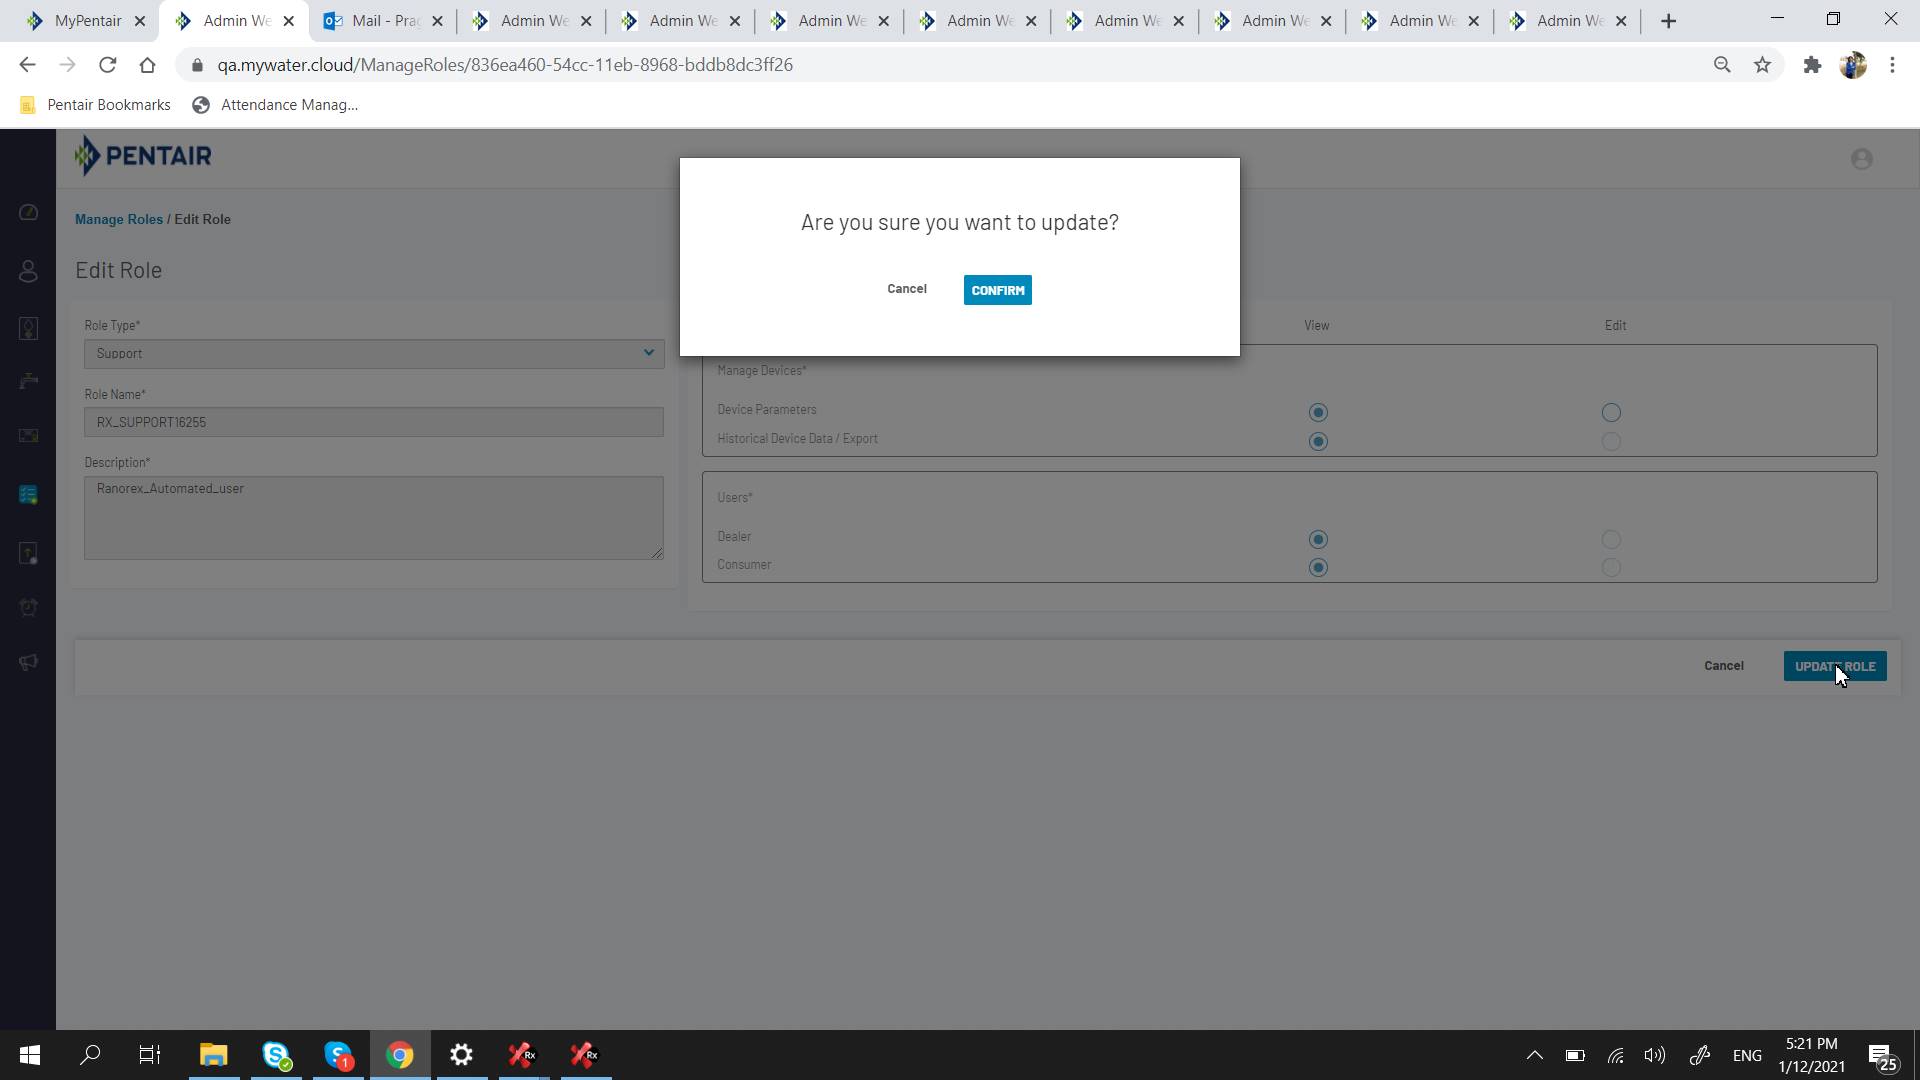 MyPentair
Admin We
Mail - Prag
Admin We
Admin We
Admin We
Admin We
Admin We
Admin We
Admin We
Admin We
qa.mywater.cloud/ManageRoles/836ea460-54cc-11eb-8968-bddb8dc3ff26
Pentair Bookmarks
Attendance Manag...
PENTAIR
Manage Roles / Edit Role
Edit Role
Are you sure you want to update?
Cancel
CONFIRM
Role Type*
Support
Role Name*
RX_SUPPORT16255
Description*
Ranorex_Automated_user
View
Edit
Manage Devices*
Device Parameters
Historical Device Data / Export
Users*
Dealer
Consumer
Cancel
UPDATE ROLE
1
Rx
Rx
ENG
5:21 PM
1/12/2021
25